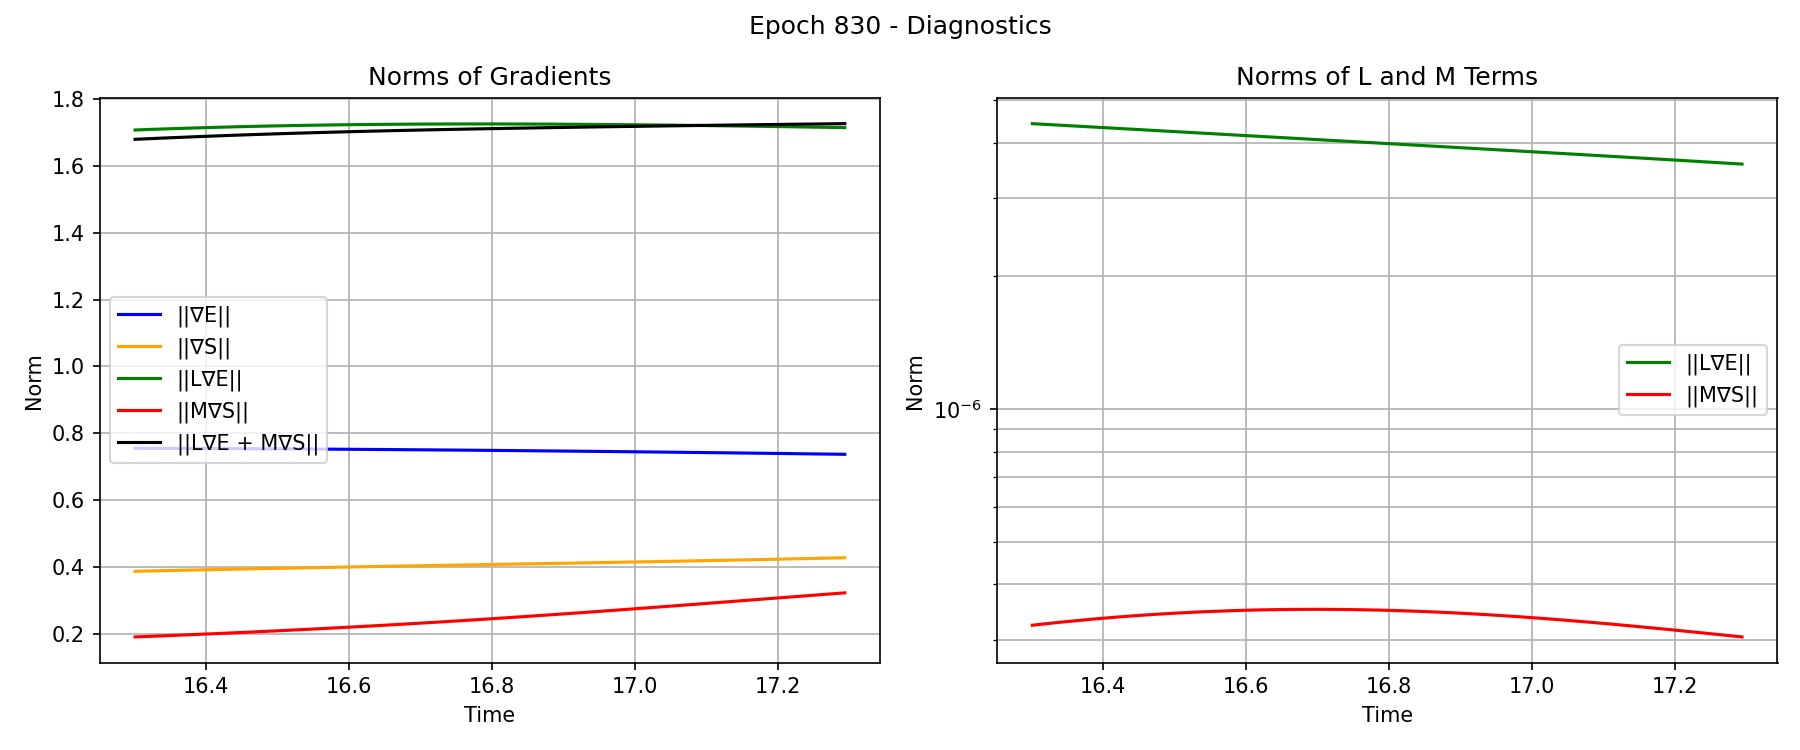 Epoch 830 - Diagnostics
Norms of Gradients
Norm
1.8
1.6
1.4
1.2
1.0
0.8
0.6
0.4
0.2
||∇E||
||∇S||
||L∇E||
||M∇S||
||L∇E + M∇S||
16.4 16.6 16.8 17.0 17.2
Time
Norms of L and M Terms
Norm
10⁻⁶
||L∇E||
||M∇S||
16.4 16.6 16.8 17.0 17.2
Time